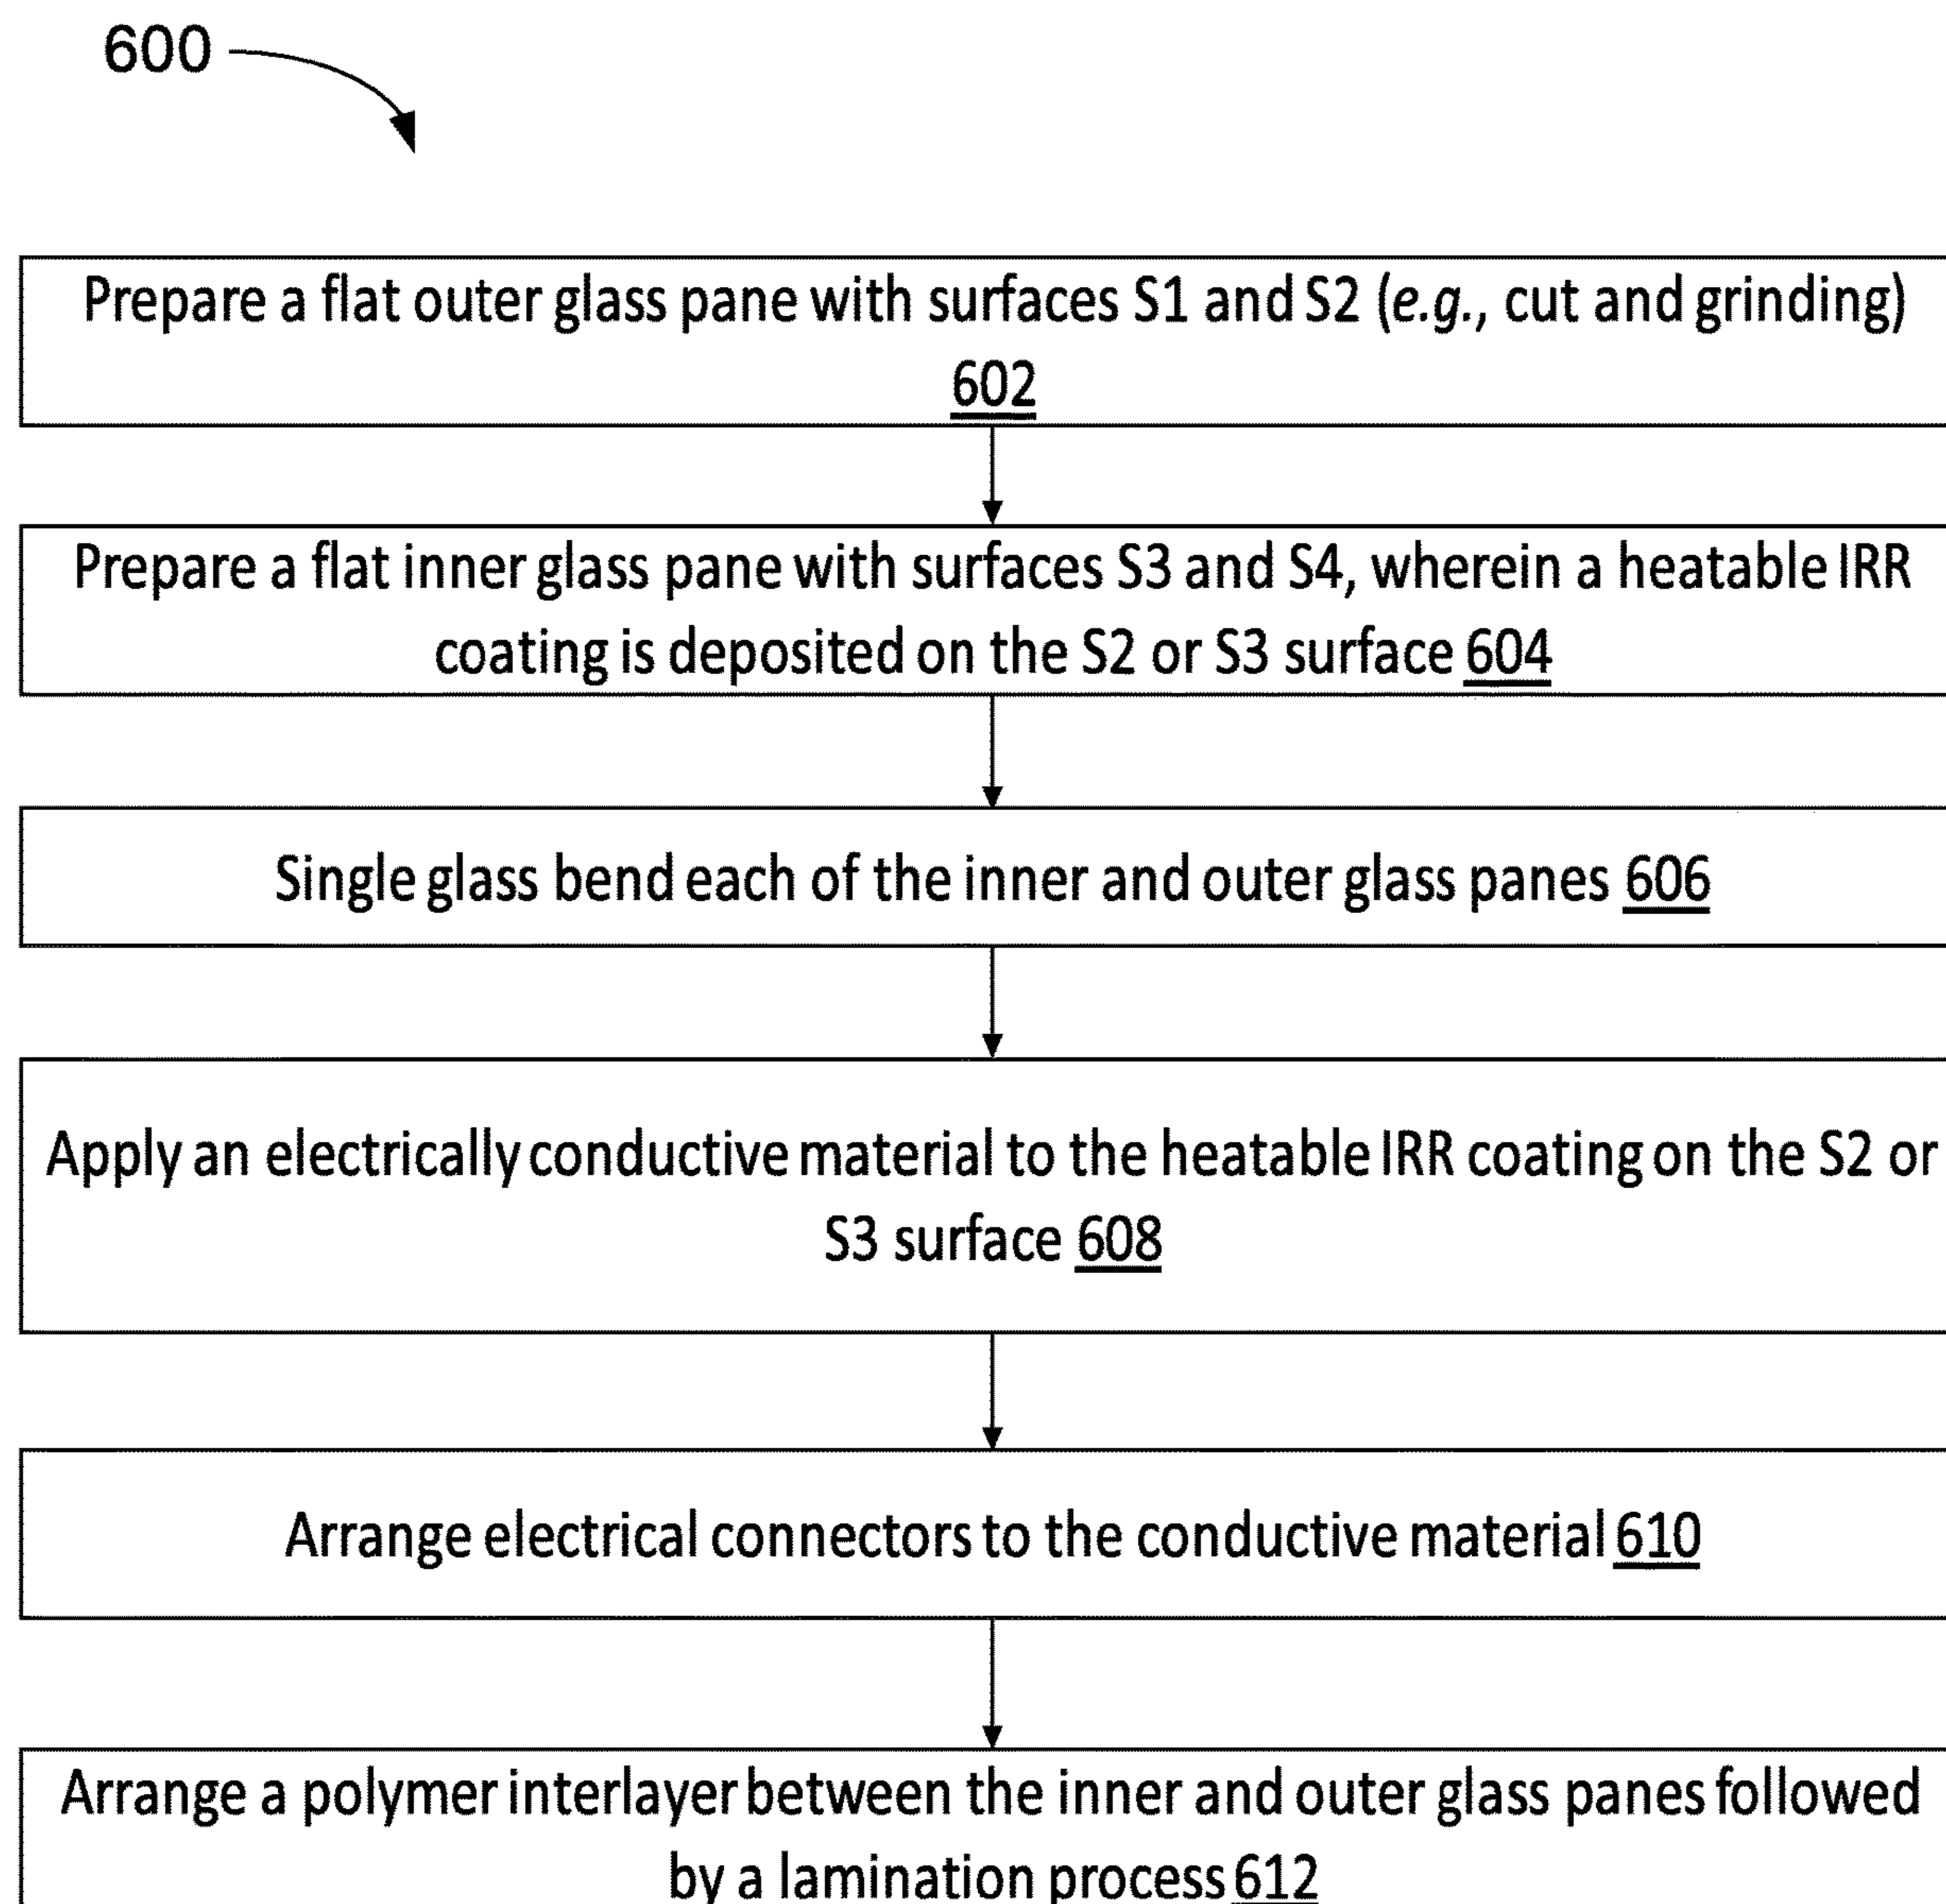 600
Prepare a flat outer glass pane with surfaces S1 and S2 (e.g., cut and grinding)
602
Prepare a flat inner glass pane with surfaces S3 and S4, wherein a heatable IRR
coating is deposited on the S2 or S3 surface 604
Single glass bend each of the inner and outer glass panes 606
Apply an electrically conductive material to the heatable IRR coating on the S2 or
S3 surface 608
Arrange electrical connectors to the conductive material 610
Arrange a polymer interlayer between the inner and outer glass panes followed
by a lamination process 612